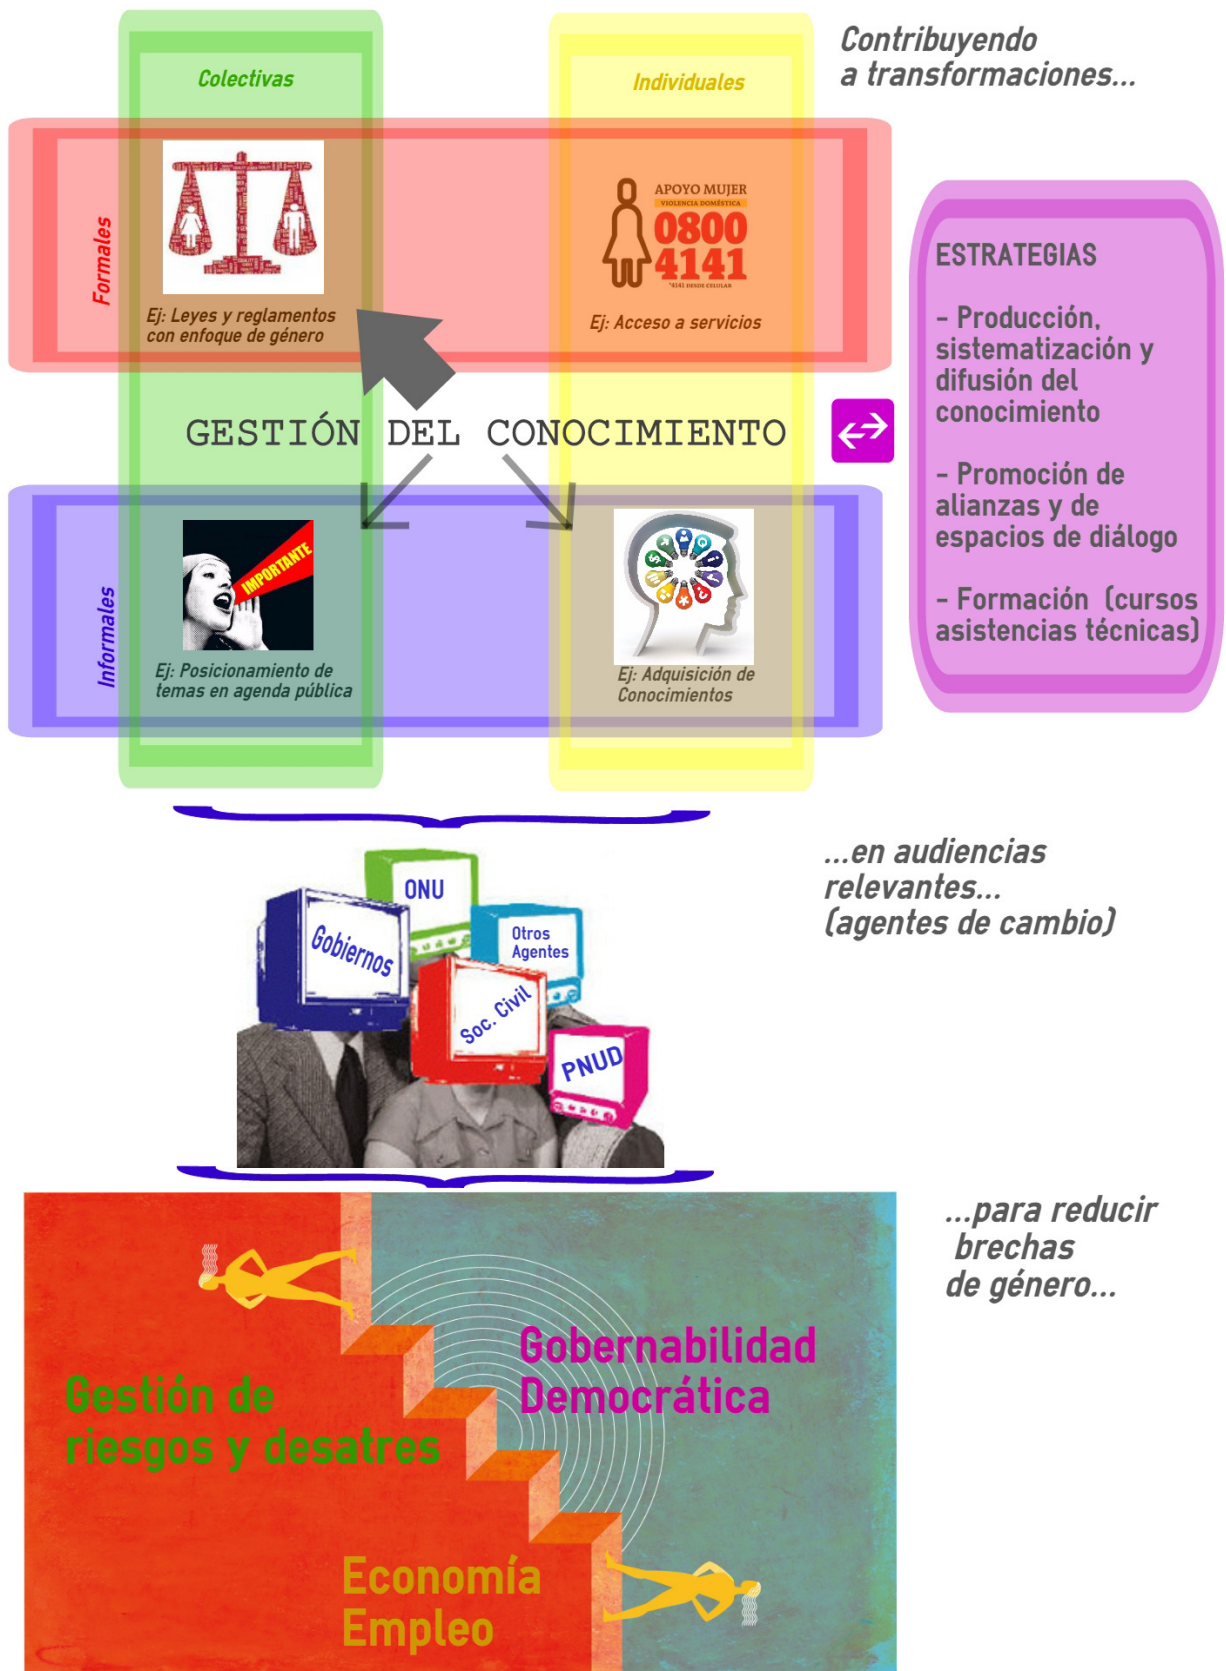 Contribuyendo
a transformaciones...
Colectivas
Individuales
Formales
APOYO MUJER
VIOLENCIA DOMÉSTICA
0800
4141
*4141 DESDE CELULAR
Ej: Leyes y reglamentos
con enfoque de género
Ej: Acceso a servicios
GESTIÓN DEL CONOCIMIENTO
ESTRATEGIAS
- Producción,
sistematización y
difusión del
conocimiento
- Promoción de
alianzas y de
espacios de diálogo
- Formación (cursos
asistencias técnicas)
Informales
IMPORTANTE
Ej: Posicionamiento de
temas en agenda pública
Ej: Adquisición de
Conocimientos
...en audiencias
relevantes...
(agentes de cambio)
ONU
Gobiernos
Otros
Agentes
Soc. Civil
PNUD
...para reducir
brechas
de género...
Gobernabilidad
Democrática
Gestión de
riesgos y desatres
Economía
Empleo